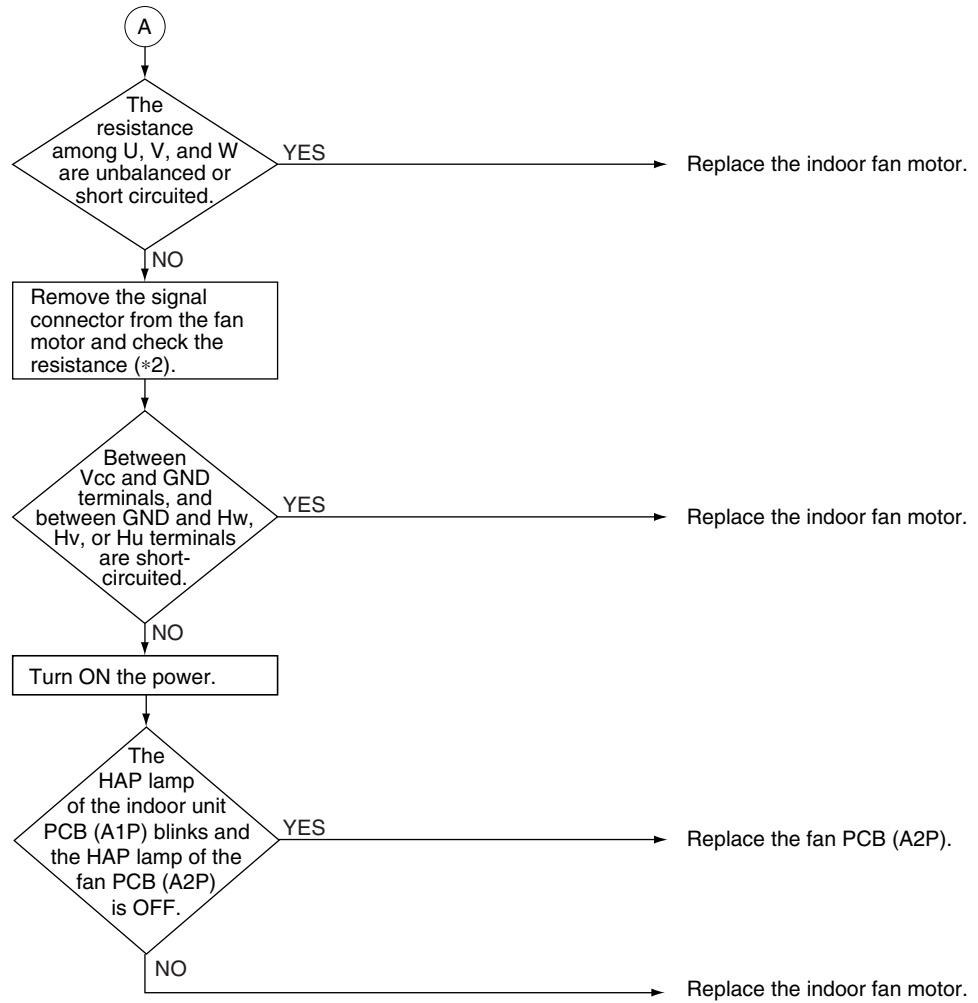 A
The
resistance
among U, V, and W
are unbalanced or
short circuited.
YES
Replace the indoor fan motor.
NO
Remove the signal
connector from the fan
motor and check the
resistance (*2).
Between
Vcc and GND
terminals, and
between GND and Hw,
Hv, or Hu terminals
are short-
circuited.
YES
Replace the indoor fan motor.
NO
Turn ON the power.
The
HAP lamp
of the indoor unit
PCB (A1P) blinks and
the HAP lamp of the
fan PCB (A2P)
is OFF.
YES
Replace the fan PCB (A2P).
NO
Replace the indoor fan motor.